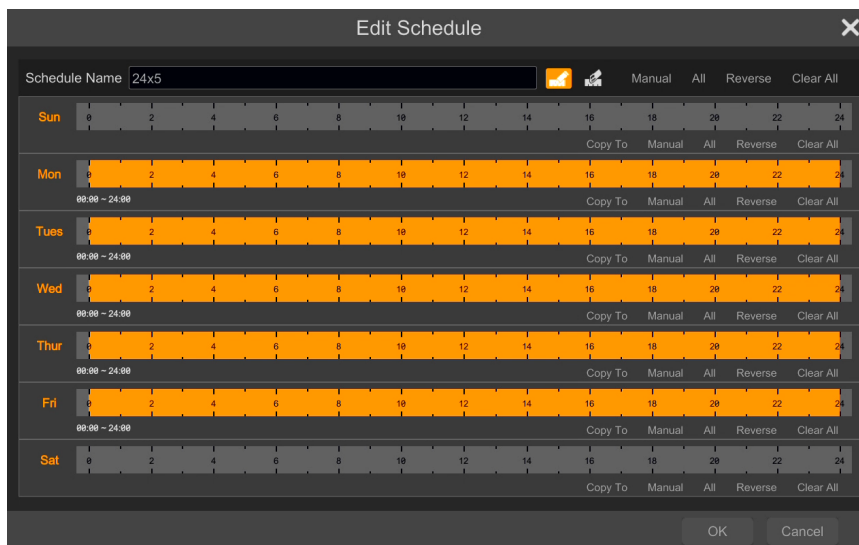 Edit Schedule
Schedule Name 24x5 Manual All Reverse Clear All
Sun 0 2 4 6 8 10 12 14 16 18 20 22 24
Copy To Manual All Reverse Clear All
Mon 0 2 4 6 8 10 12 14 16 18 20 22 24
00:00 ~ 24:00 Copy To Manual All Reverse Clear All
Tues 0 2 4 6 8 10 12 14 16 18 20 22 24
00:00 ~ 24:00 Copy To Manual All Reverse Clear All
Wed 0 2 4 6 8 10 12 14 16 18 20 22 24
00:00 ~ 24:00 Copy To Manual All Reverse Clear All
Thur 0 2 4 6 8 10 12 14 16 18 20 22 24
00:00 ~ 24:00 Copy To Manual All Reverse Clear All
Fri 0 2 4 6 8 10 12 14 16 18 20 22 24
00:00 ~ 24:00 Copy To Manual All Reverse Clear All
Sat 0 2 4 6 8 10 12 14 16 18 20 22 24
Copy To Manual All Reverse Clear All
OK Cancel